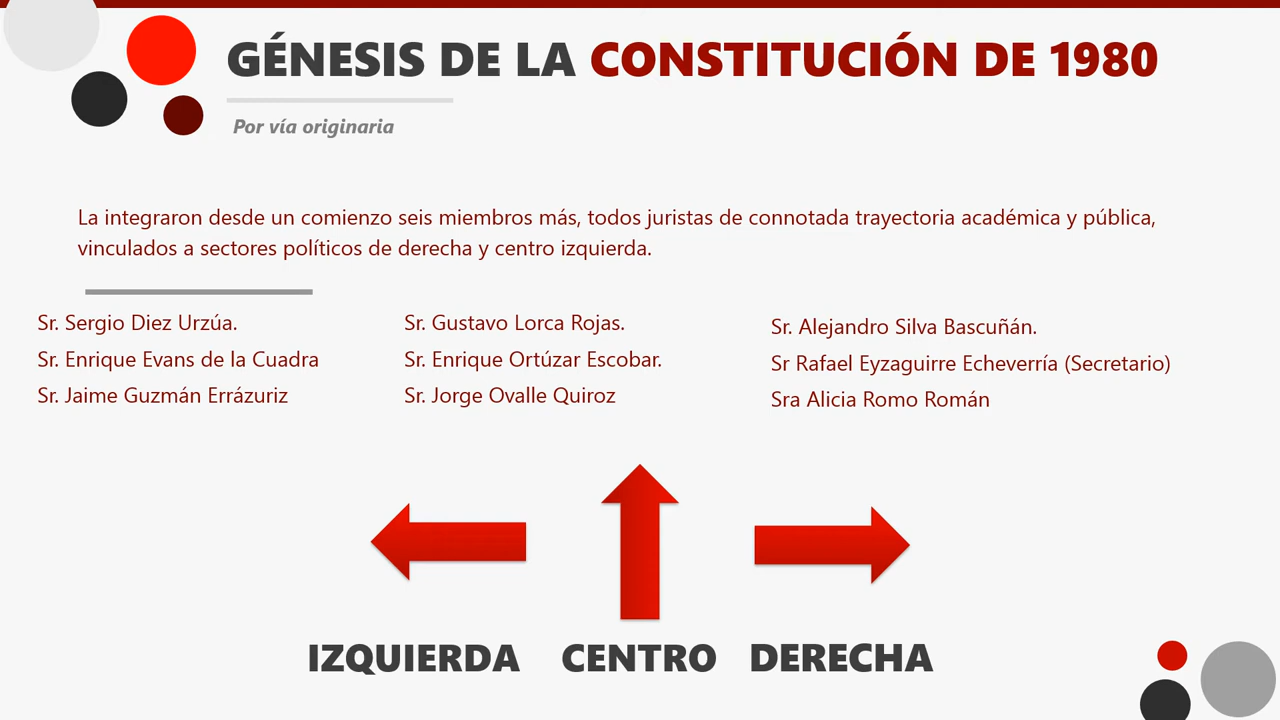 GÉNESIS DE LA CONSTITUCIÓN DE 1980
Por vía originaria
La integraron desde un comienzo seis miembros más, todos juristas de connotada trayectoria académica y pública,
vinculados a sectores políticos de derecha y centro izquierda.
Sr. Sergio Diez Urzúa.
Sr. Enrique Evans de la Cuadra
Sr. Jaime Guzmán Errázuriz
Sr. Gustavo Lorca Rojas.
Sr. Enrique Ortúzar Escobar.
Sr. Jorge Ovalle Quiroz
Sr. Alejandro Silva Bascuñán.
Sr Rafael Eyzaguirre Echeverría (Secretario)
Sra Alicia Romo Román
IZQUIERDA CENTRO DERECHA